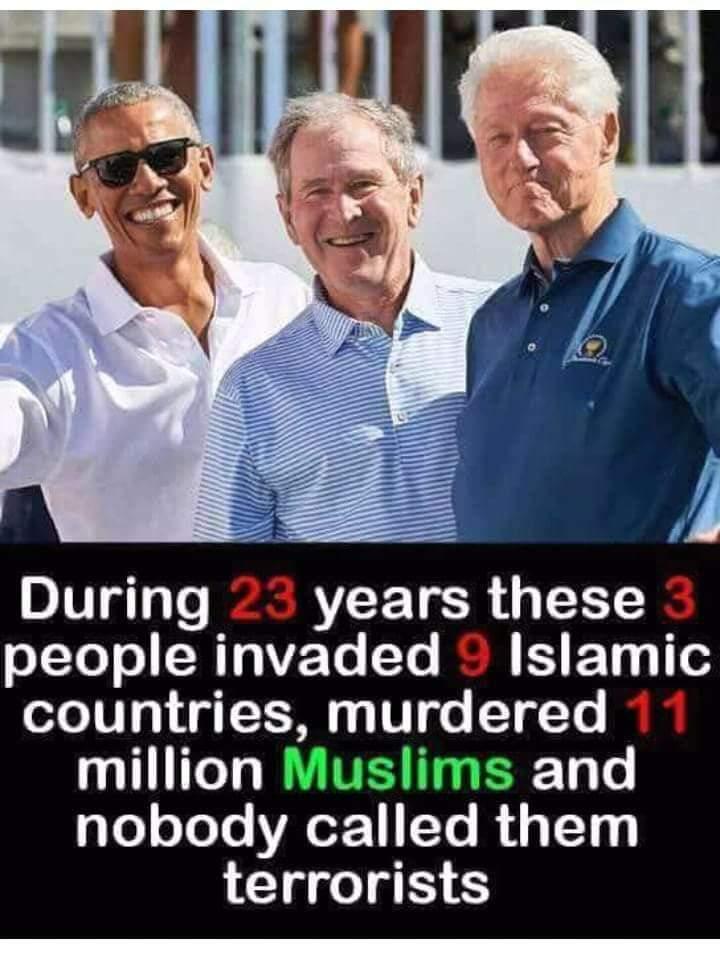 During 23 years these 3
people invaded 9 Islamic
countries, murdered 11
million Muslims and
nobody called them
terrorists